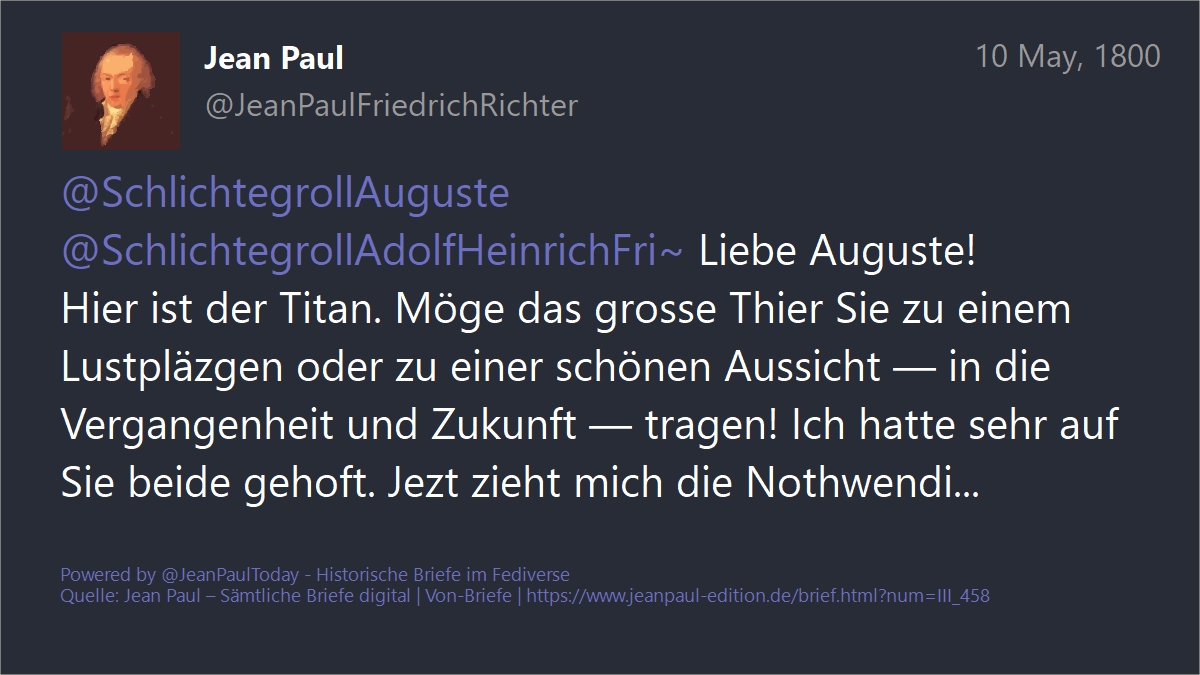 Jean Paul
10 May, 1800
@JeanPaulFriedrichRichter
@SchlichtegrollAuguste
@SchlichtegrollAdolfHeinrichFri~ Liebe Auguste!
Hier ist der Titan. Möge das grosse Thier Sie zu einem
Lustpläzgen oder zu einer schönen Aussicht — in die
Vergangenheit und Zukunft — tragen! Ich hatte sehr auf
Sie beide gehoft. Jezt zieht mich die Nothwendi...
Powered by @JeanPaulToday - Historische Briefe im Fediverse
Quelle: Jean Paul – Sämtliche Briefe digital | Von-Briefe | https://www.jeanpaul-edition.de/brief.html?num=III_458